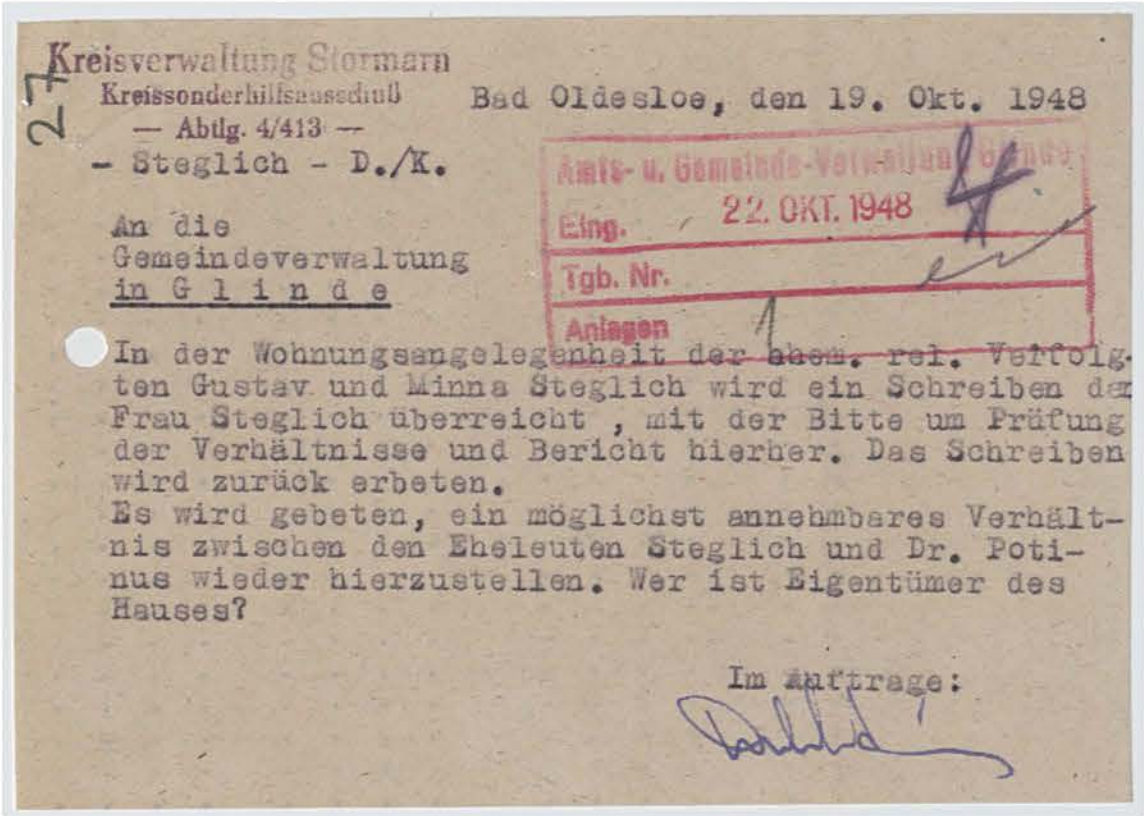 Kreisverwaltung Stormarn
Kreissonderhilfsausschuß
— Abtlg. 4/413 —
27
Bad Oldesloe, den 19. Okt. 1948
- Steglich - D./K.
Amts- u. Gemeinde-Verwaltung Glinde
Eing. 22. OKT. 1948
Tgb. Nr.
Anlagen 1
An die
Gemeindeverwaltung
in G l i n d e
In der Wohnungsangelegenheit der ehem. rel. Verfolg-
ten Gustav und Minna Steglich wird ein Schreiben der
Frau Steglich überreicht , mit der Bitte um Prüfung
der Verhältnisse und Bericht hierher. Das Schreiben
wird zurück erbeten.
Es wird gebeten, ein möglichst annehmbares Verhält-
nis zwischen den Eheleuten Steglich und Dr. Poti-
nus wieder hierzustellen. Wer ist Eigentümer des
Hauses?
Im Auftrage: